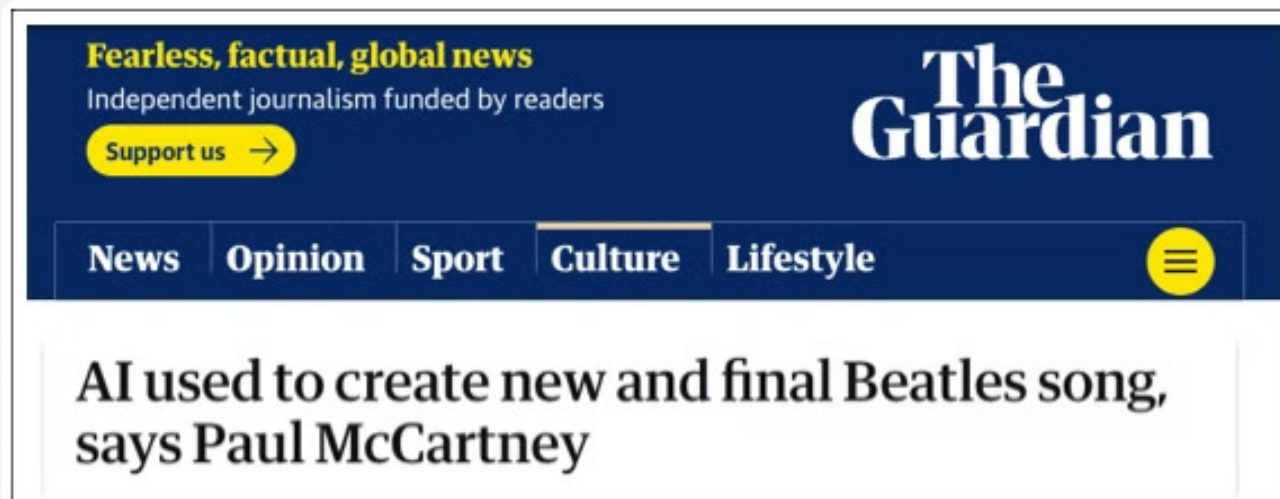 Fearless, factual, global news
Independent journalism funded by readers
Support us
The
Guardian
News Opinion Sport Culture Lifestyle
AI used to create new and final Beatles song,
says Paul McCartney